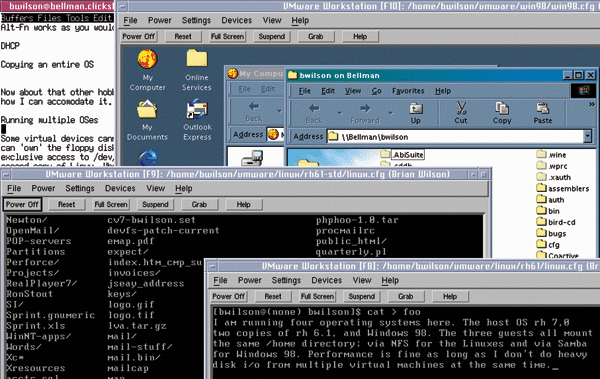 bwilson@bellman.clickst
Buffers Files Tools Edit
Alt-Fn works as you would
DHCP
Copying an entire OS
Now about that other hobb
how I can accomodate it.
Running multiple OSes
Some virtual devices can
can 'own' the floppy disk
exclusive access to /dev/
VMware Workstation [F10]: /home/bwilson/vmware/win98/win98.cfg
File Power Settings Devices View Help
Power Off Reset Full Screen Suspend Grab Help
My Computer
Online Services
My Documents
Outlook Express
My Compu
File Edit
Back
Address
bwilson on Bellman
File Edit View Go Favorites Help
Back Forward Up Cut Copy Paste
Address \\Bellman\bwilson
AbiSuite
cddb
.wine
.wprc
.xauth
assemblers
auth
bin
bird-cd
bugs
cfg
Coactive
VMware Workstation [F9]: /home/bwilson/vmware/linux/rh61-std/linux.cfg (Brian Wilson)
File Power Settings Devices View Help
Power Off Reset Full Screen Suspend Grab Help
Newton/ cv7-bwilson.set phphoo-1.0.tar
OpenMail/ devfs-patch-current procmailrc
POP-servers emap.pdf public_html/
Partitions expect/ quarterly.pl
Perforce/ index.htm_cmp_su
Projects/ invoices/
RealPlayer7/ jseay_address
RonStout keys/
SI/ logo.gif
Sprint.gnumeric logo.tif
Sprint.xls lva.tar.gz
WinNT-apps/ mail/
Words/ mail-stuff/
Xc* mail.bin/
Xresources mailcap
VMware Workstation [F8]: /home/bwilson/vmware/linux/rh61/linux.cfg (Bri
File Power Settings Devices View Help
Power Off Reset Full Screen Suspend Grab Help
[bwilson@(none) bwilson]$ cat > foo
I am running four operating systems here. The host OS rh 7.0
two copies of rh 6.1, and Windows 98. The three guests all mount
the same /home directory; via NFS for the Linuxes and via Samba
for Windows 98. Performance is fine as long as I don't do heavy
disk i/o from multiple virtual machines at the same time.